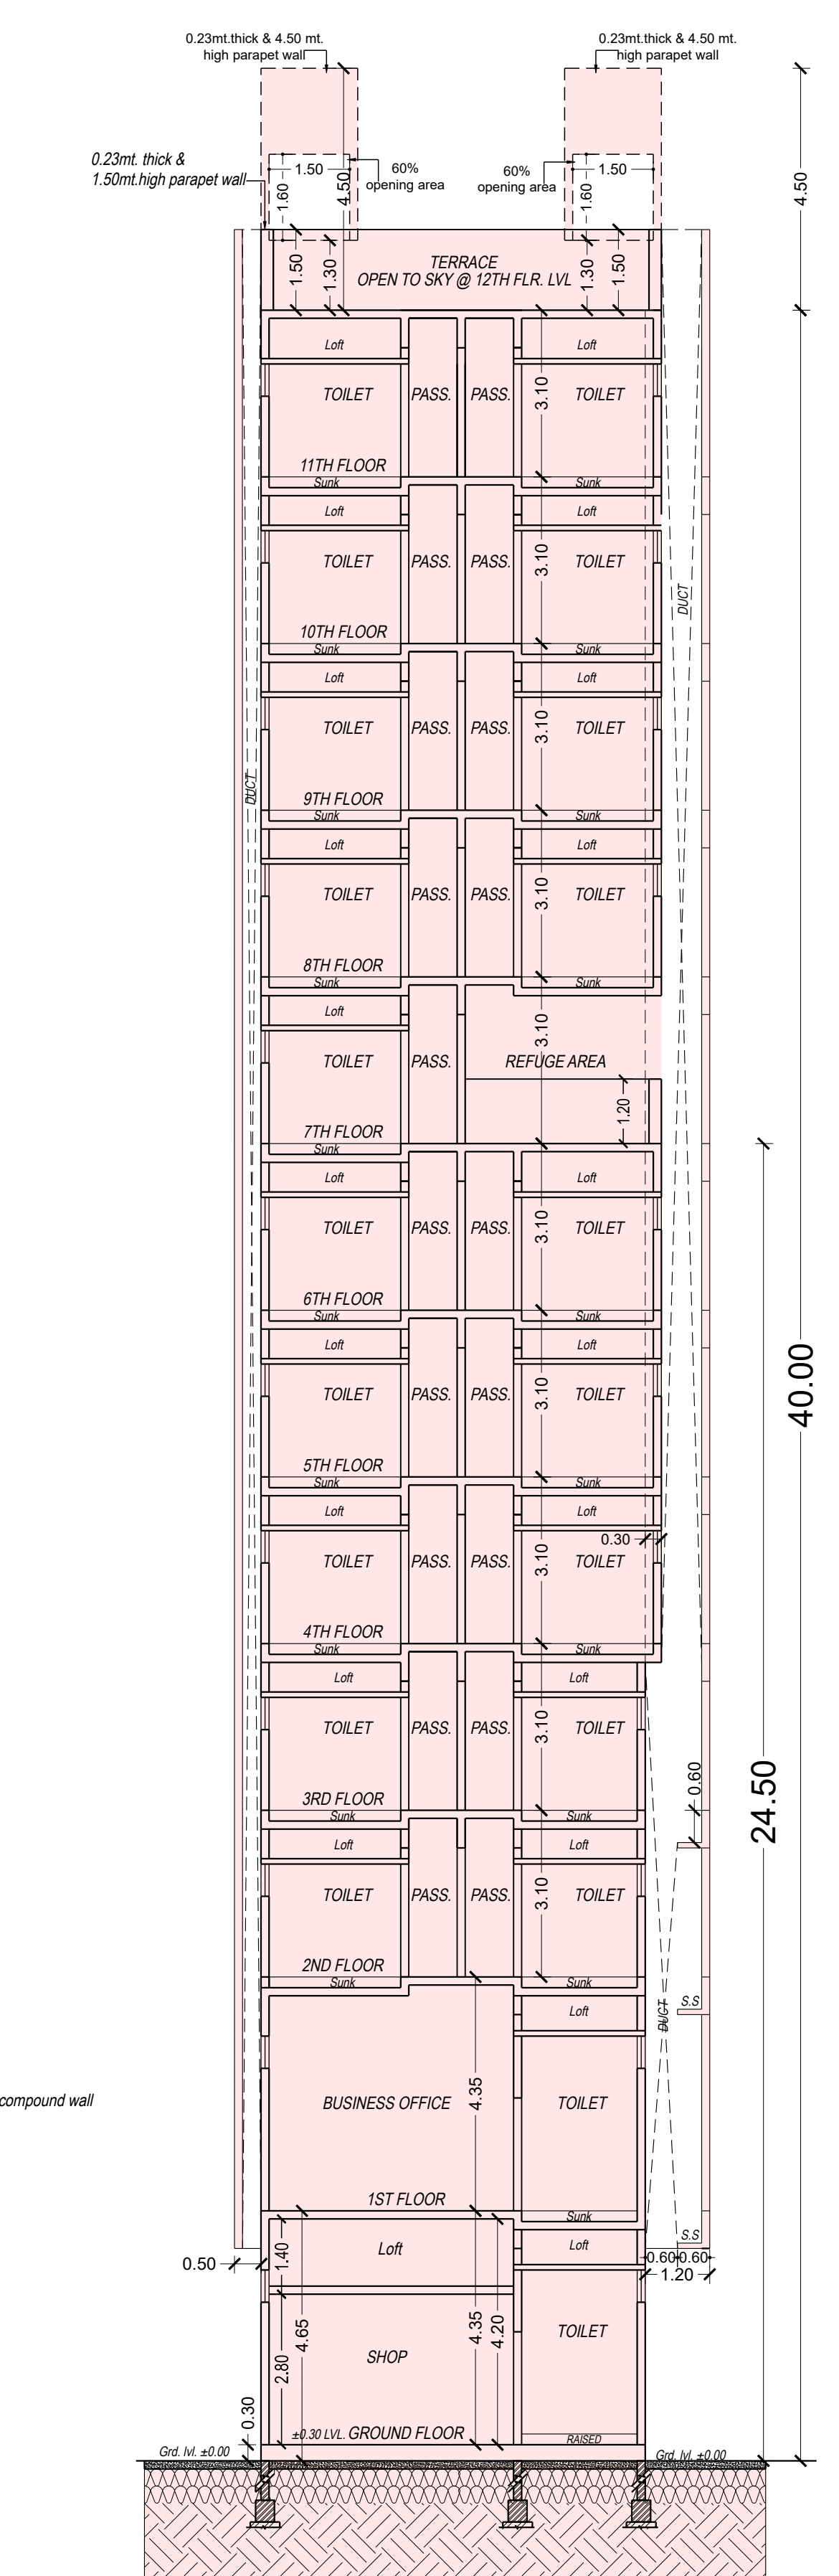 0.23mt.thick & 4.50 mt.
high parapet wall
0.23mt.thick & 4.50 mt.
high parapet wall
0.23mt. thick &
1.50mt.high parapet wall
1.50
1.60
4.50
60%
opening area
60%
opening area
1.60
1.50
4.50
1.50
1.30
TERRACE
OPEN TO SKY @ 12TH FLR. LVL
1.30
1.50
Loft
Loft
TOILET
PASS.
PASS.
3.10
TOILET
11TH FLOOR
Sunk
Sunk
Loft
Loft
TOILET
PASS.
PASS.
3.10
TOILET
DUCT
10TH FLOOR
Sunk
Sunk
Loft
Loft
TOILET
PASS.
PASS.
3.10
TOILET
DUCT
9TH FLOOR
Sunk
Sunk
Loft
Loft
TOILET
PASS.
PASS.
3.10
TOILET
8TH FLOOR
Sunk
Sunk
Loft
3.10
TOILET
PASS.
REFUGE AREA
1.20
7TH FLOOR
Sunk
Loft
Loft
TOILET
PASS.
PASS.
3.10
TOILET
6TH FLOOR
Sunk
Sunk
Loft
Loft
TOILET
PASS.
PASS.
3.10
TOILET
40.00
5TH FLOOR
Sunk
Sunk
Loft
Loft
0.30
TOILET
PASS.
PASS.
3.10
TOILET
4TH FLOOR
Sunk
Sunk
Loft
Loft
TOILET
PASS.
PASS.
3.10
TOILET
0.60
24.50
3RD FLOOR
Sunk
Sunk
Loft
Loft
TOILET
PASS.
PASS.
3.10
TOILET
2ND FLOOR
Sunk
Sunk
S.S
Loft
DUCT
4.35
compound wall
BUSINESS OFFICE
TOILET
1ST FLOOR
Sunk
S.S
Loft
Loft
1.40
0.50
0.60
0.60
1.20
4.65
4.35
4.20
TOILET
SHOP
2.80
0.30
±0.30 LVL. GROUND FLOOR
RAISED
Grd. lvl. ±0.00
Grd. lvl. ±0.00